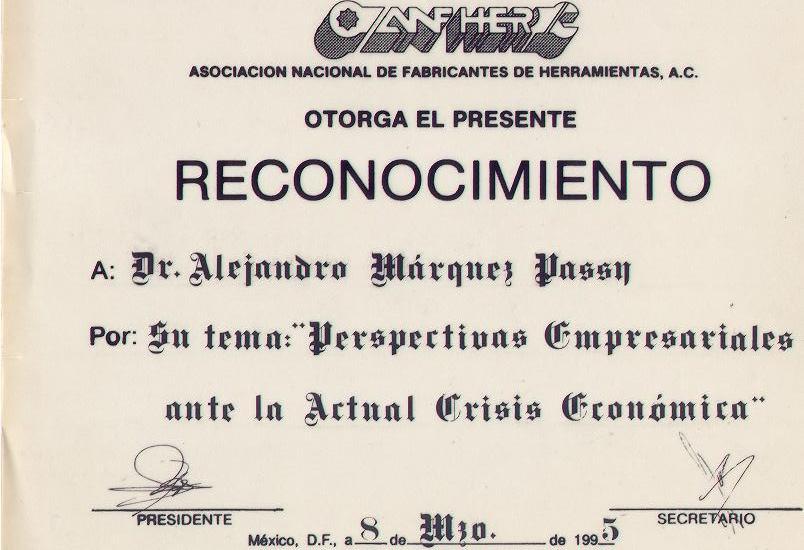 ANFHER
ASOCIACION NACIONAL DE FABRICANTES DE HERRAMIENTAS, A.C.
OTORGA EL PRESENTE
RECONOCIMIENTO
A: Dr. Alejandro Márquez Passy
Por: Su tema: "Perspectivas Empresariales
ante la Actual Crisis Económica"
PRESIDENTE SECRETARIO
México, D.F., a 8 de Mzo. de 1995